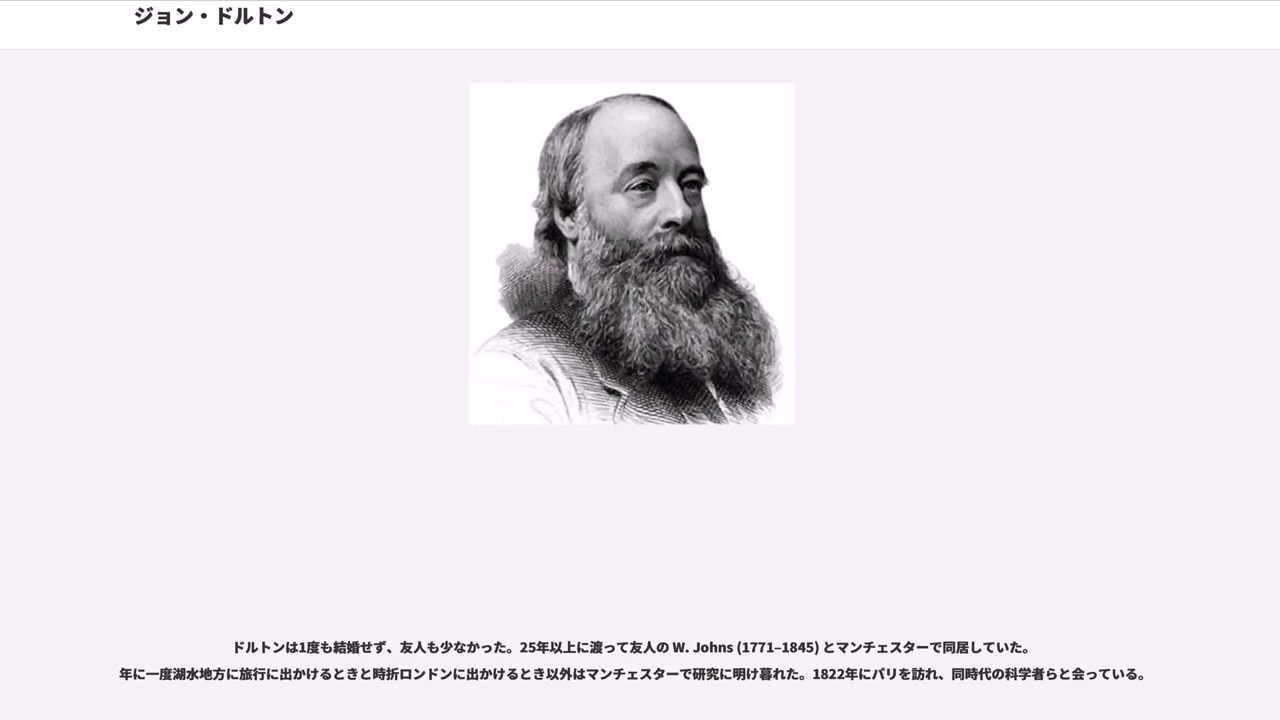 ジョン・ドルトン
ドルトンは1度も結婚せず、友人も少なかった。25年以上に渡って友人の W. Johns (1771–1845) とマンチェスターで同居していた。
年に一度湖水地方に旅行に出かけるときと時折ロンドンに出かけるとき以外はマンチェスターで研究に明け暮れた。1822年にパリを訪れ、同時代の科学者らと会っている。